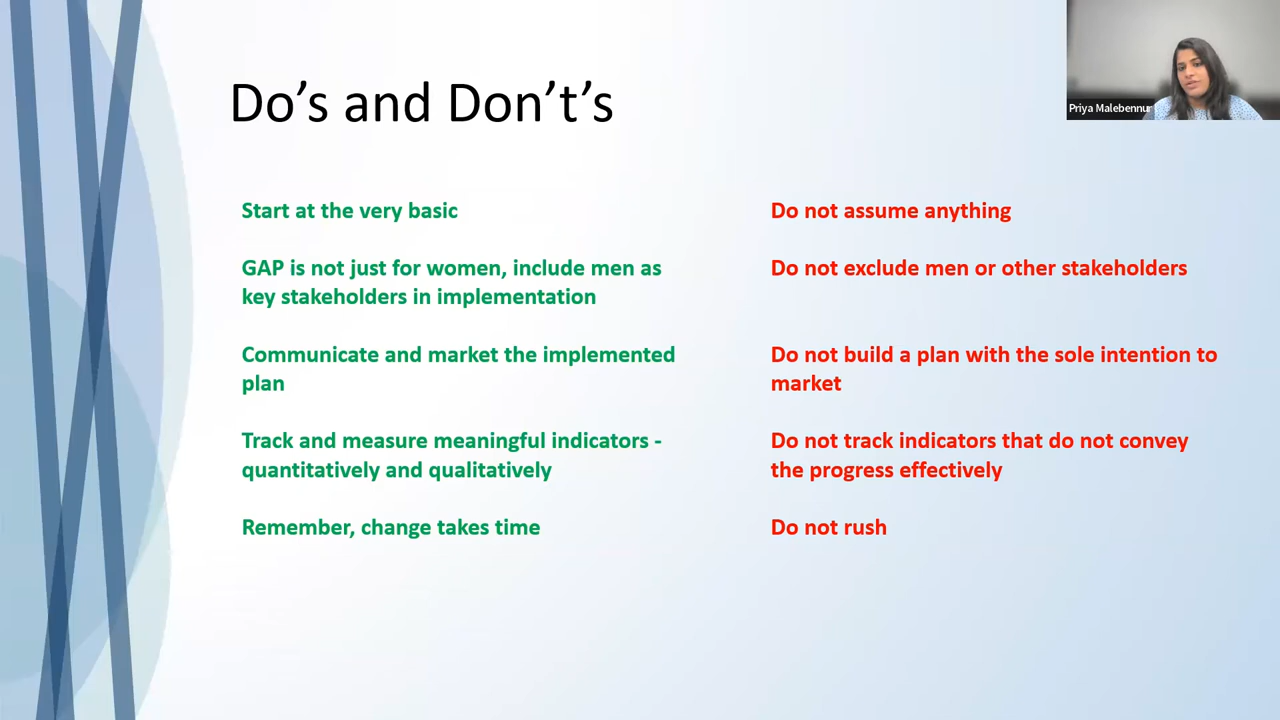 Do's and Don't's
Priya Malebennur
Start at the very basic
Do not assume anything
GAP is not just for women, include men as
key stakeholders in implementation
Do not exclude men or other stakeholders
Communicate and market the implemented
plan
Do not build a plan with the sole intention to
market
Track and measure meaningful indicators -
quantitatively and qualitatively
Do not track indicators that do not convey
the progress effectively
Remember, change takes time
Do not rush